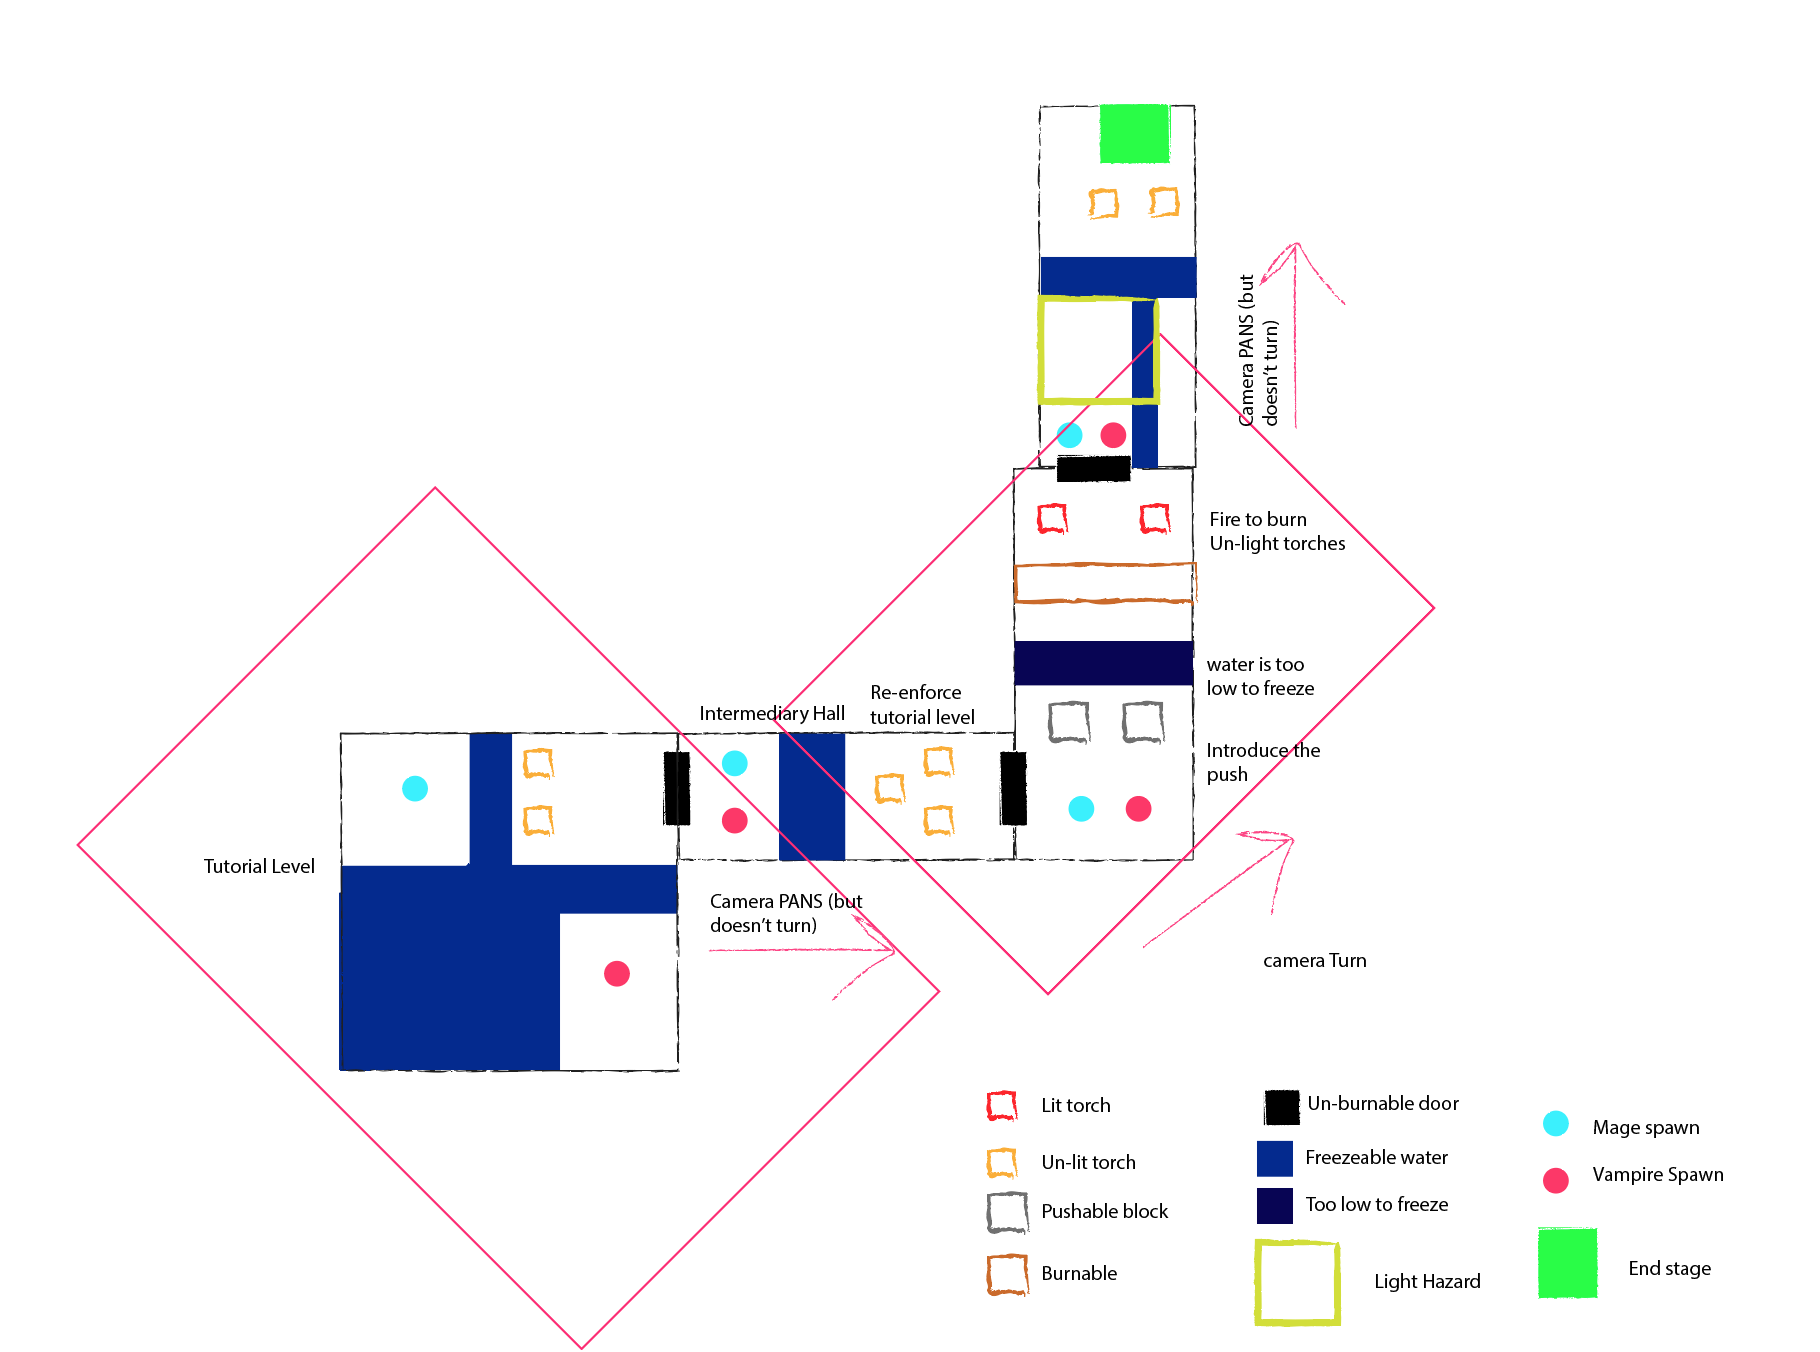 Camera PANS (but
doesn't turn)
Fire to burn
Un-light torches
water is too
low to freeze
Re-enforce
tutorial level
Intermediary Hall
Introduce the
push
Tutorial Level
Camera PANS (but
doesn't turn)
camera Turn
Lit torch
Un-burnable door
Mage spawn
Un-lit torch
Freezeable water
Vampire Spawn
Pushable block
Too low to freeze
Burnable
Light Hazard
End stage